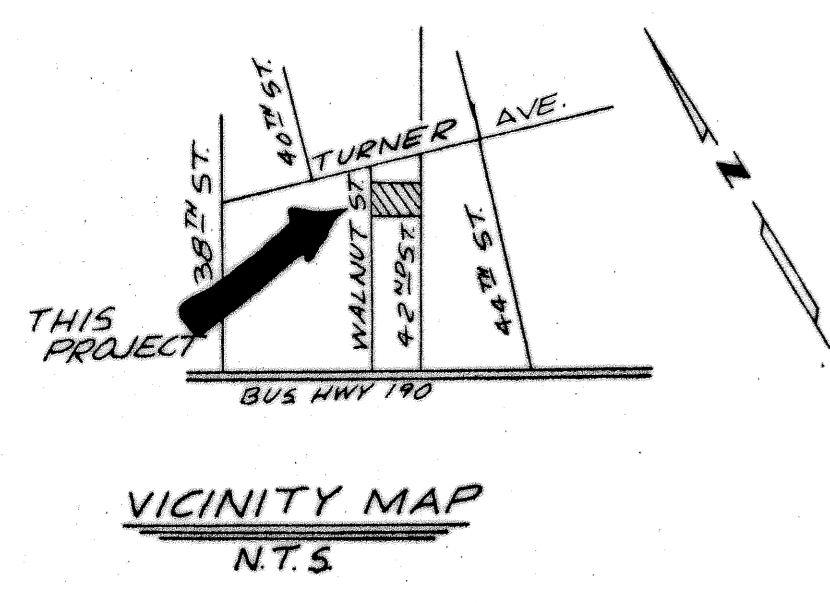 40TH ST.
TURNER AVE.
38TH ST.
WALNUT ST.
42ND ST.
44TH ST.
N
THIS
PROJECT
BUS. HWY 190
VICINITY MAP
N.T.S.